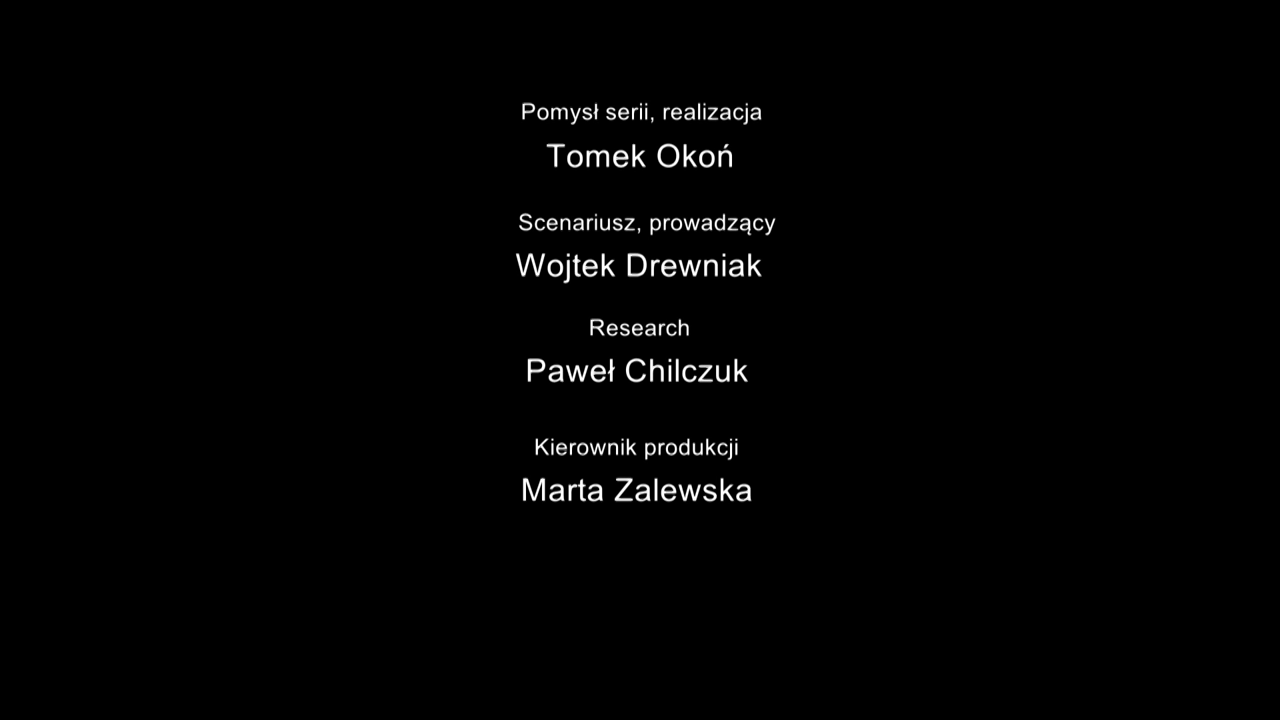 Pomysł serii, realizacja
Tomek Okoń
Scenariusz, prowadzący
Wojtek Drewniak
Research
Paweł Chilczuk
Kierownik produkcji
Marta Zalewska